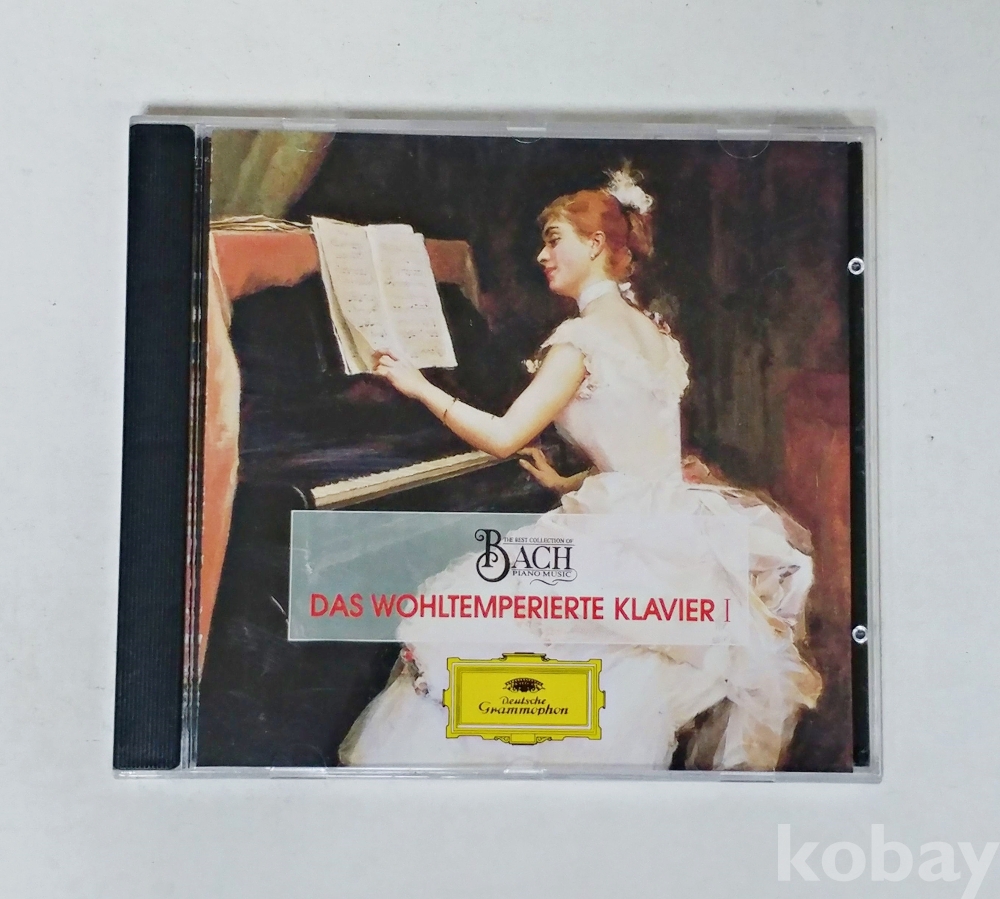 THE BEST COLLECTION OF
BACH
PIANO MUSIC
DAS WOHLTEMPERIERTE KLAVIER I
Deutsche
Grammophon
kobay